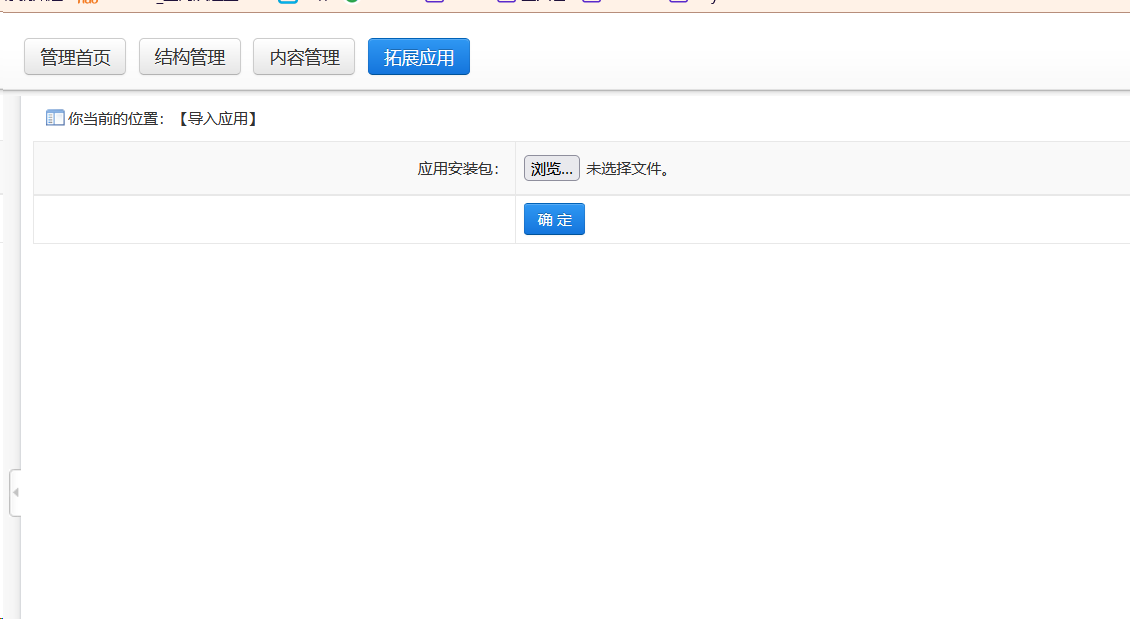 管理首页 结构管理 内容管理 拓展应用
你当前的位置：【导入应用】
应用安装包： 浏览... 未选择文件。
确 定